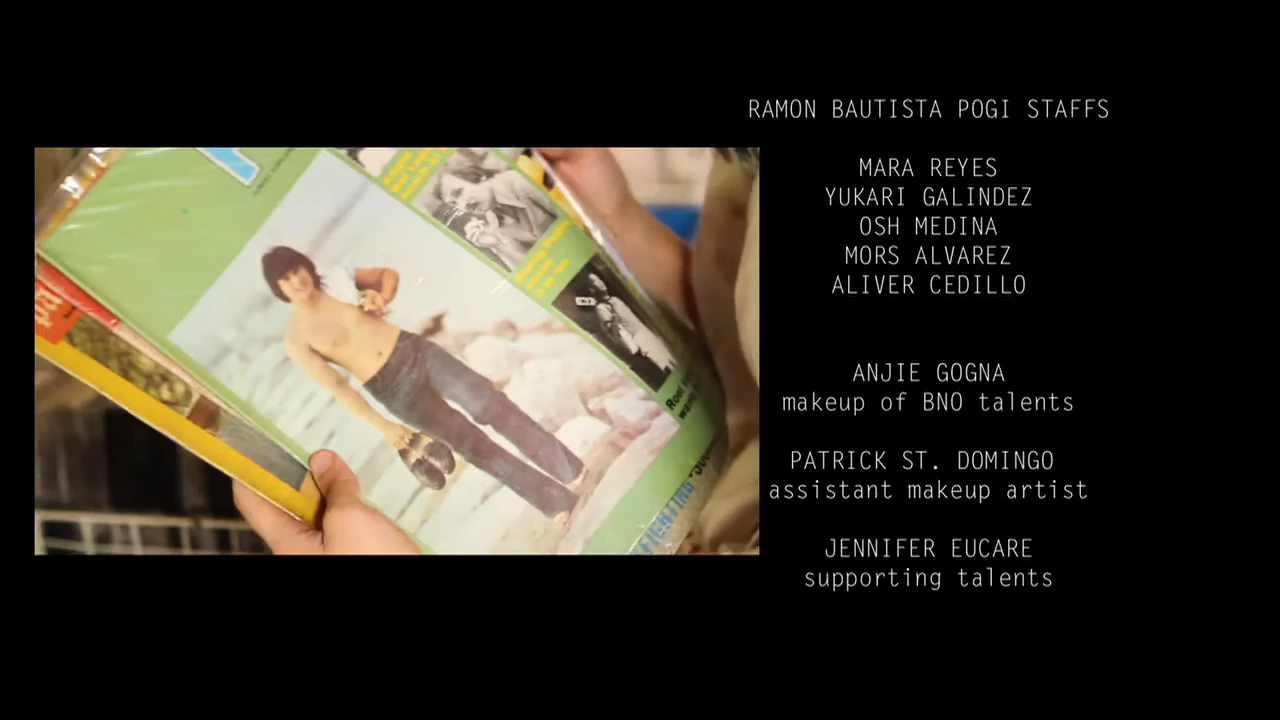 RAMON BAUTISTA POGI STAFFS
MARA REYES
YUKARI GALINDEZ
OSH MEDINA
MORS ALVAREZ
ALIVER CEDILLO
ANJIE GOGNA
makeup of BNO talents
PATRICK ST. DOMINGO
assistant makeup artist
JENNIFER EUCARE
supporting talents
FIGHTING